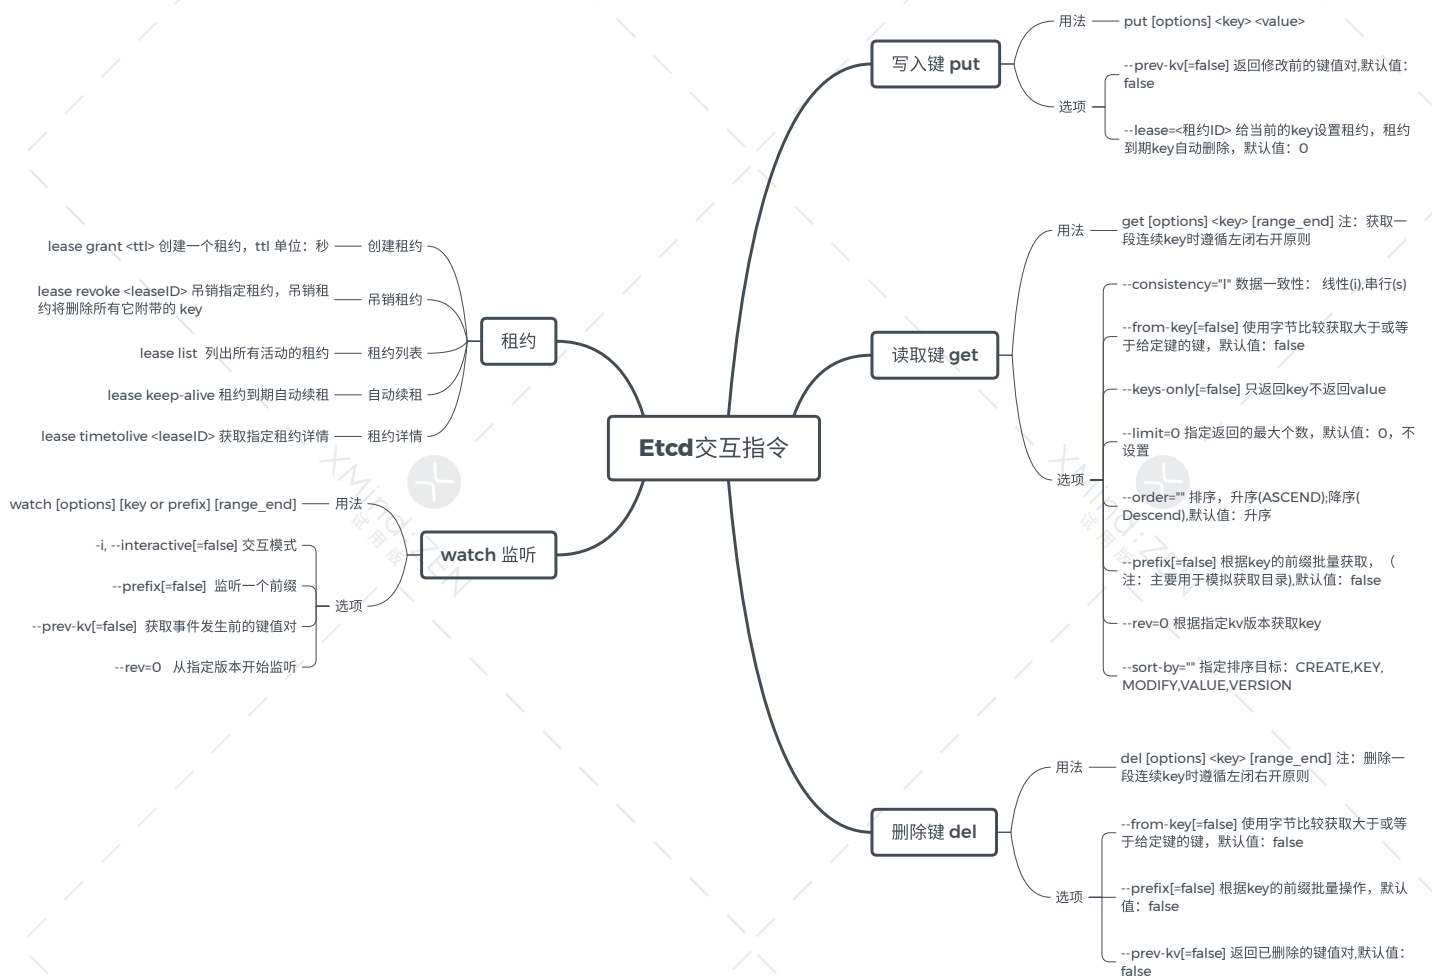 Etcd交互指令
写入键 put
用法
put [options] <key> <value>
选项
--prev-kv[=false] 返回修改前的键值对,默认值：
false
--lease=<租约ID> 给当前的key设置租约，租约
到期key自动删除，默认值：0
读取键 get
用法
get [options] <key> [range_end] 注：获取一
段连续key时遵循左闭右开原则
选项
--consistency="l" 数据一致性： 线性(i),串行(s)
--from-key[=false] 使用字节比较获取大于或等
于给定键的键，默认值：false
--keys-only[=false] 只返回key不返回value
--limit=0 指定返回的最大个数，默认值：0，不
设置
--order="" 排序，升序(ASCEND);降序(
Descend),默认值：升序
--prefix[=false] 根据key的前缀批量获取，（
注：主要用于模拟获取目录),默认值：false
--rev=0 根据指定kv版本获取key
--sort-by="" 指定排序目标：CREATE,KEY,
MODIFY,VALUE,VERSION
删除键 del
用法
del [options] <key> [range_end] 注：删除一
段连续key时遵循左闭右开原则
选项
--from-key[=false] 使用字节比较获取大于或等
于给定键的键，默认值：false
--prefix[=false] 根据key的前缀批量操作，默认
值：false
--prev-kv[=false] 返回已删除的键值对,默认值：
false
租约
创建租约
lease grant <ttl> 创建一个租约，ttl 单位：秒
吊销租约
lease revoke <leaseID> 吊销指定租约，吊销租
约将删除所有它附带的 key
租约列表
lease list 列出所有活动的租约
自动续租
lease keep-alive 租约到期自动续租
租约详情
lease timetolive <leaseID> 获取指定租约详情
watch 监听
用法
watch [options] [key or prefix] [range_end]
选项
-i, --interactive[=false] 交互模式
--prefix[=false] 监听一个前缀
--prev-kv[=false] 获取事件发生前的键值对
--rev=0 从指定版本开始监听
XMind:ZEN
试用版
XMind:ZEN
试用版